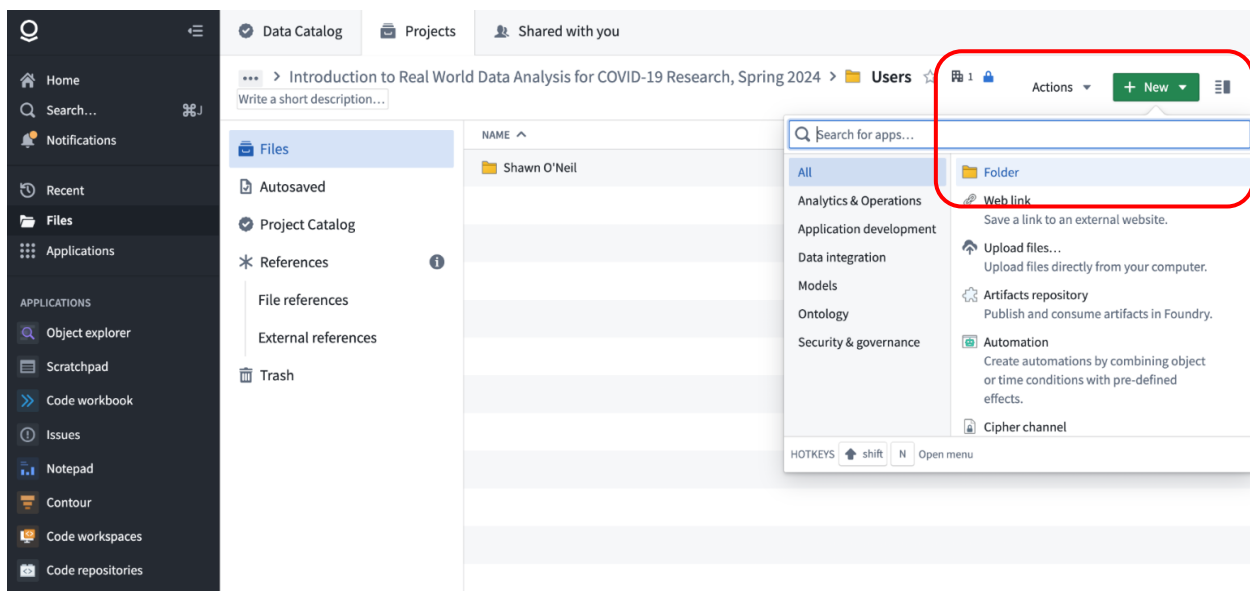 Data Catalog
Projects
Shared with you
Home
Search... ⌘J
Notifications
Recent
Files
Applications
APPLICATIONS
Object explorer
Scratchpad
Code workbook
Issues
Notepad
Contour
Code workspaces
Code repositories
••• > Introduction to Real World Data Analysis for COVID-19 Research, Spring 2024 > Users 1
Write a short description...
Actions
+ New
Files
Autosaved
Project Catalog
References
File references
External references
Trash
NAME
Shawn O'Neil
Search for apps...
All
Analytics & Operations
Application development
Data integration
Models
Ontology
Security & governance
Folder
Web link
Save a link to an external website.
Upload files...
Upload files directly from your computer.
Artifacts repository
Publish and consume artifacts in Foundry.
Automation
Create automations by combining object
or time conditions with pre-defined
effects.
Cipher channel
HOTKEYS shift N Open menu